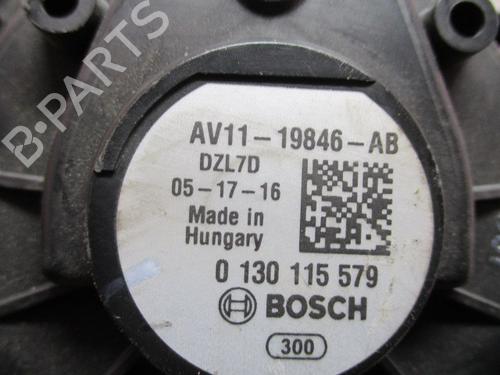 B-PARTS
AV11-19846-AB
DZL7D
05-17-16
Made in
Hungary
0 130 115 579
BOSCH
300